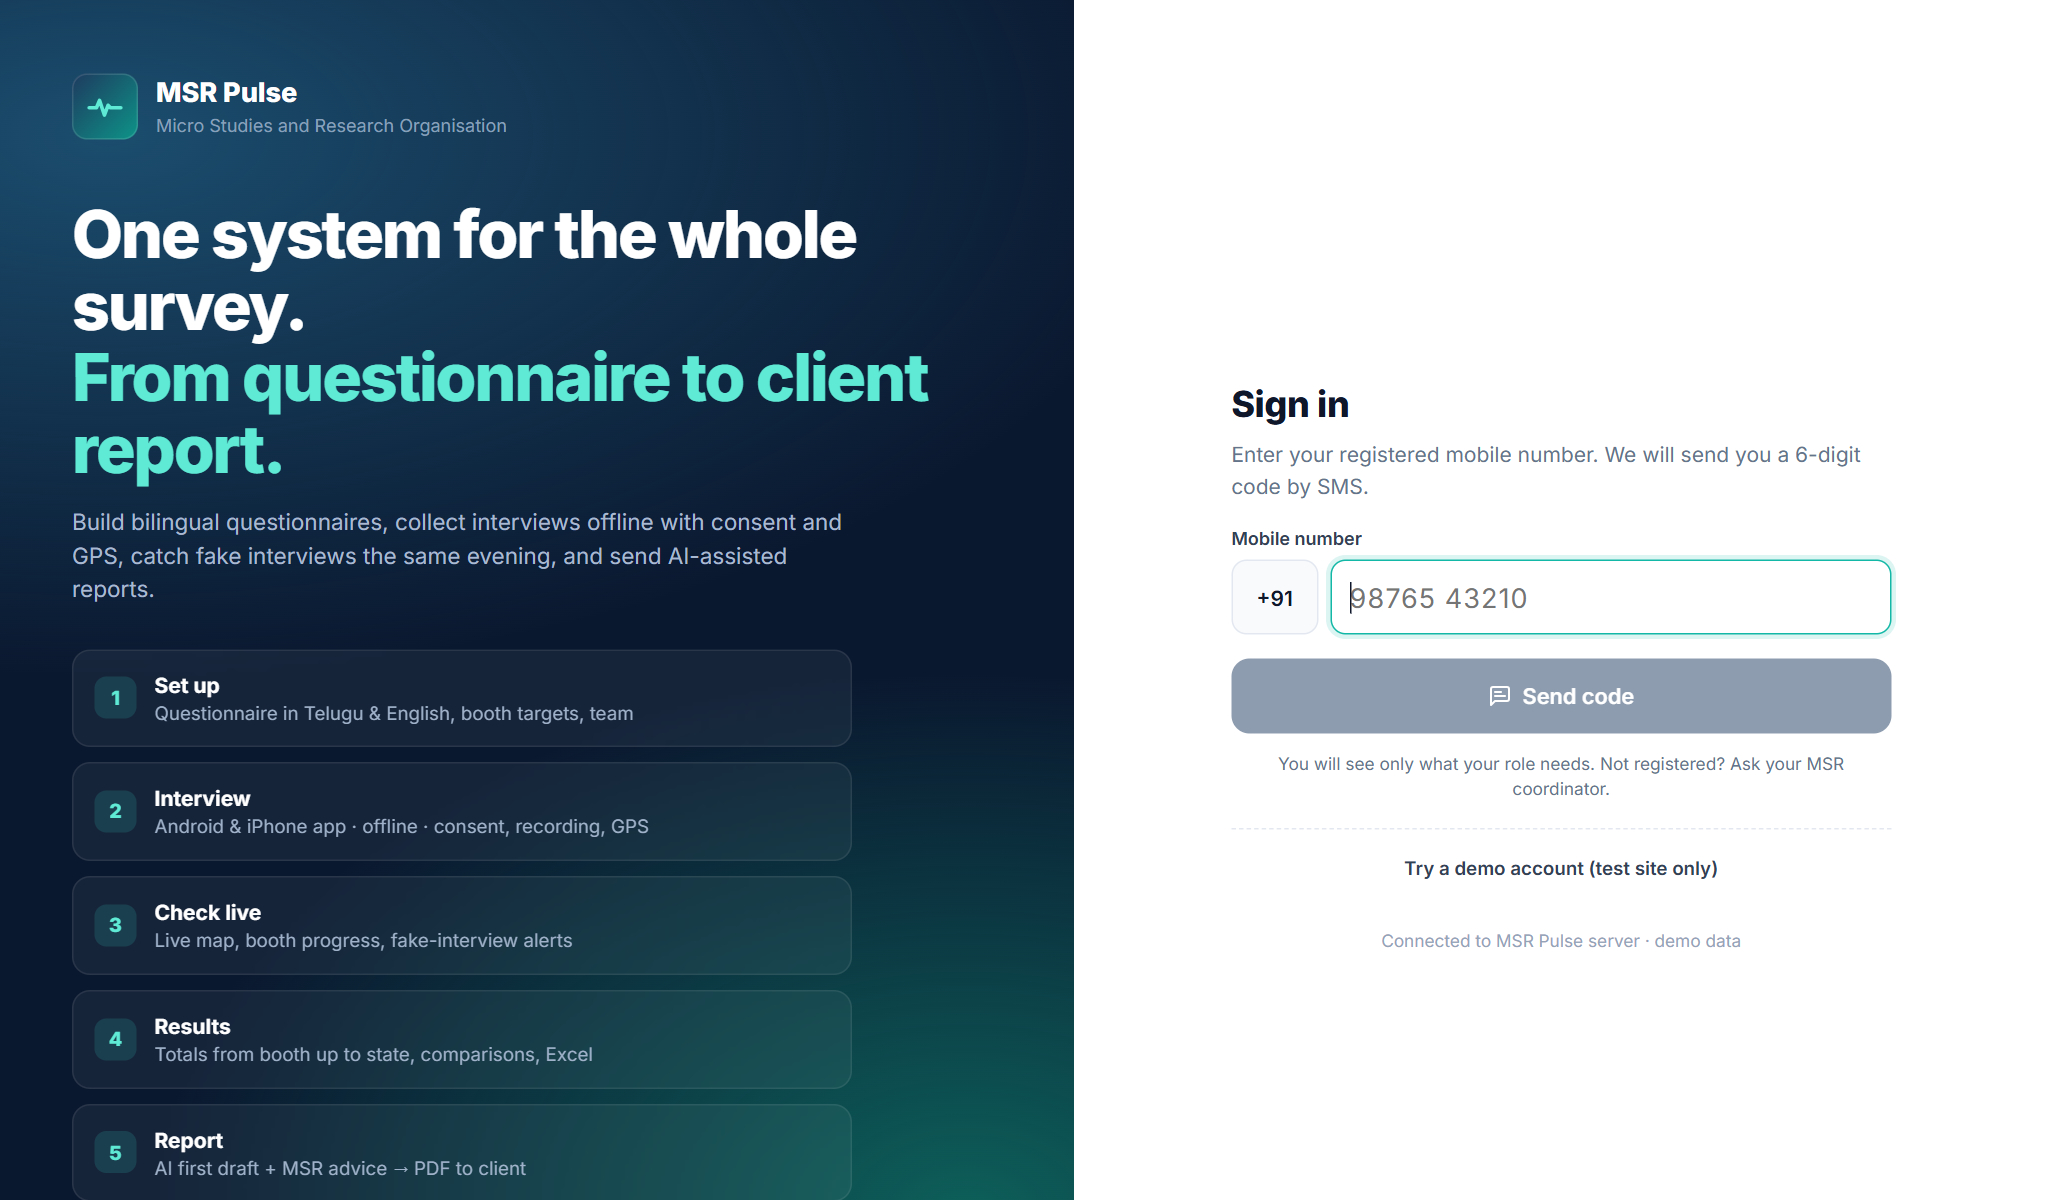 MSR Pulse
Micro Studies and Research Organisation
One system for the whole
survey.
From questionnaire to client
report.
Build bilingual questionnaires, collect interviews offline with consent and
GPS, catch fake interviews the same evening, and send AI-assisted
reports.
1
Set up
Questionnaire in Telugu & English, booth targets, team
2
Interview
Android & iPhone app · offline · consent, recording, GPS
3
Check live
Live map, booth progress, fake-interview alerts
4
Results
Totals from booth up to state, comparisons, Excel
5
Report
AI first draft + MSR advice → PDF to client
Sign in
Enter your registered mobile number. We will send you a 6-digit
code by SMS.
Mobile number
+91
98765 43210
Send code
You will see only what your role needs. Not registered? Ask your MSR
coordinator.
Try a demo account (test site only)
Connected to MSR Pulse server · demo data